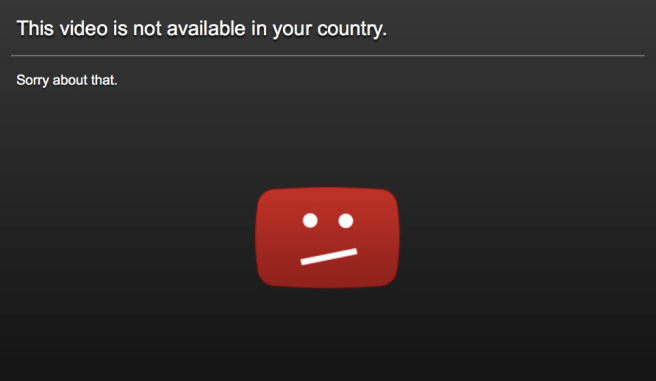 This video is not available in your country.
Sorry about that.